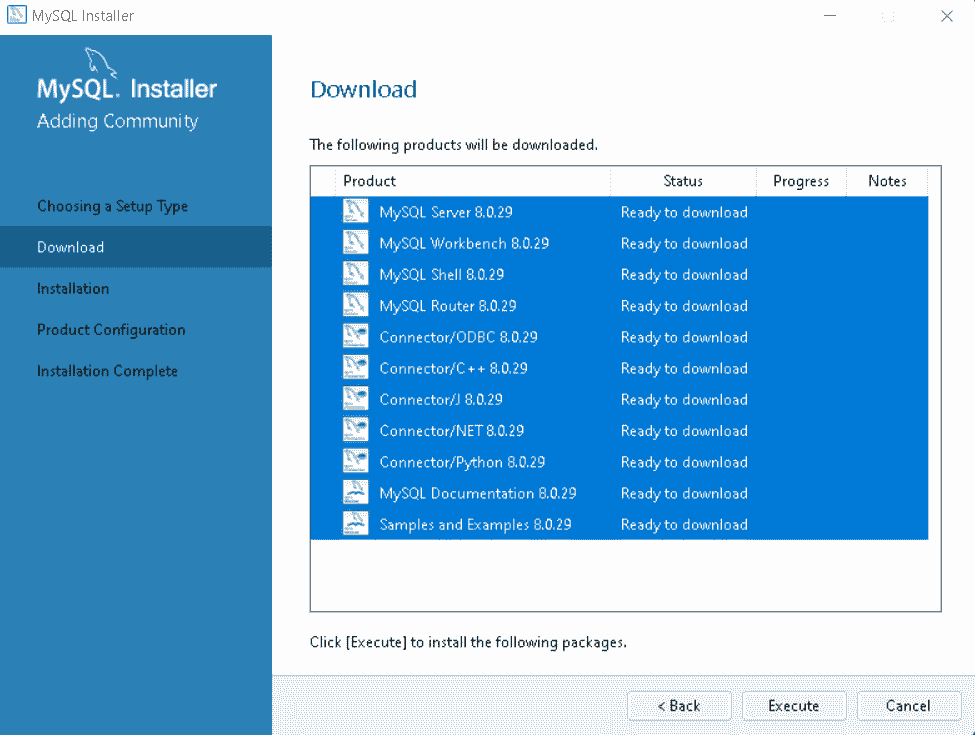 MySQL Installer
MySQL. Installer
Adding Community
Choosing a Setup Type
Download
Installation
Product Configuration
Installation Complete
Download
The following products will be downloaded.
Product Status Progress Notes
MySQL Server 8.0.29 Ready to download
MySQL Workbench 8.0.29 Ready to download
MySQL Shell 8.0.29 Ready to download
MySQL Router 8.0.29 Ready to download
Connector/ODBC 8.0.29 Ready to download
Connector/C++ 8.0.29 Ready to download
Connector/J 8.0.29 Ready to download
Connector/NET 8.0.29 Ready to download
Connector/Python 8.0.29 Ready to download
MySQL Documentation 8.0.29 Ready to download
Samples and Examples 8.0.29 Ready to download
Click [Execute] to install the following packages.
< Back Execute Cancel